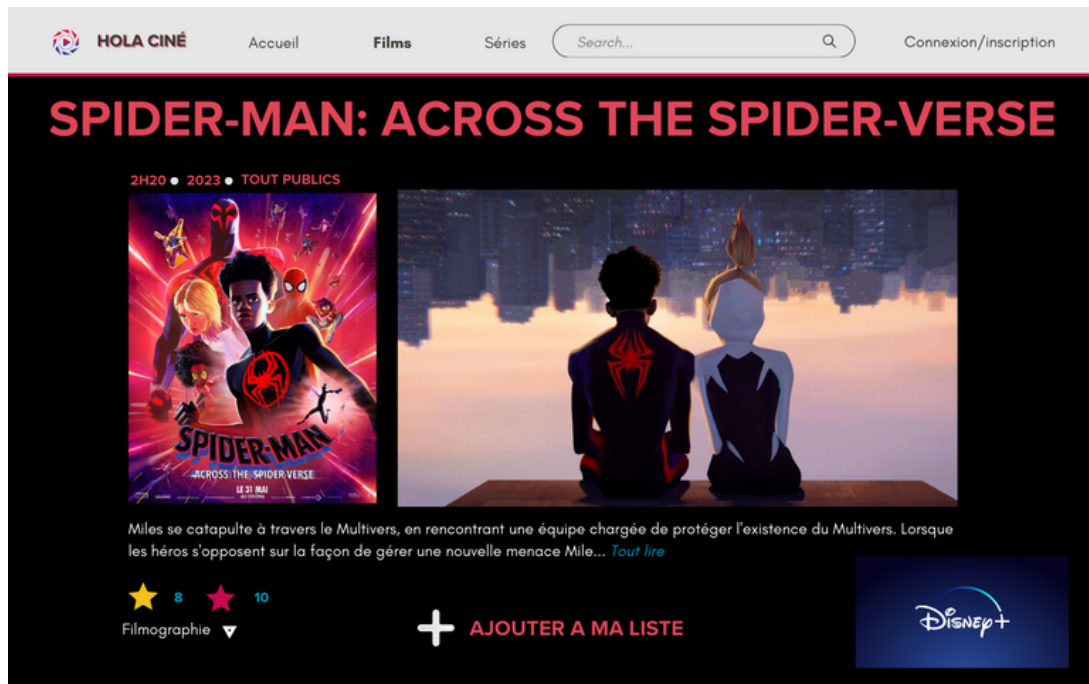 HOLA CINÉ
Accueil
Films
Séries
Search...
Connexion/inscription
SPIDER-MAN: ACROSS THE SPIDER-VERSE
2H20 ● 2023 ● TOUT PUBLICS
SPIDER-MAN
ACROSS THE SPIDER-VERSE
LE 31 MAI
AU CINÉMA
Miles se catapulte à travers le Multivers, en rencontrant une équipe chargée de protéger l'existence du Multivers. Lorsque
les héros s'opposent sur la façon de gérer une nouvelle menace Mile... Tout lire
8
10
Filmographie
AJOUTER A MA LISTE
Disney+